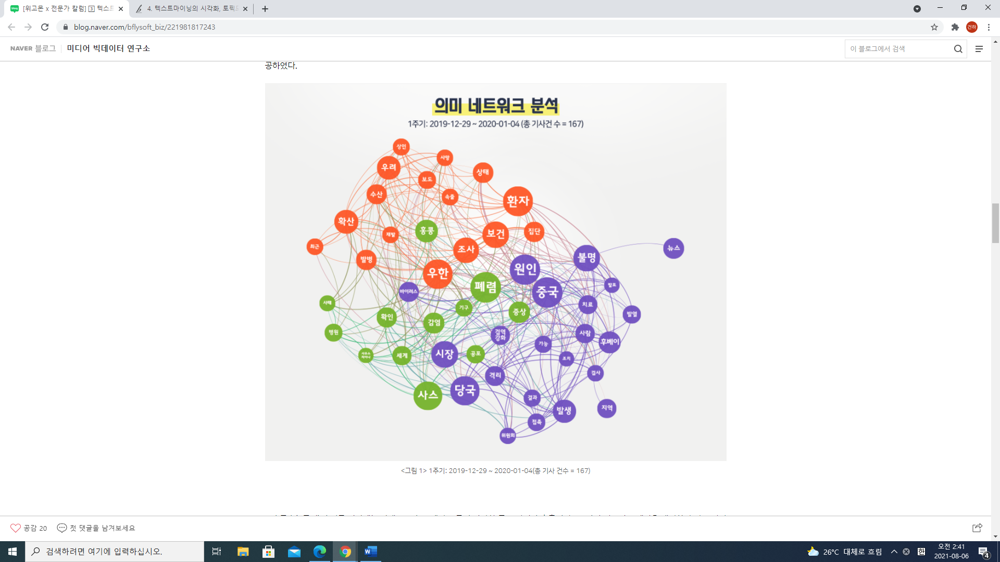 [위고몬 x 전문가 칼럼] 3 텍스트
4. 텍스트마이닝의 시각화, 토픽모
blog.naver.com/bflysoft_biz/221981817243
건하
NAVER 블로그
미디어 빅데이터 연구소
이 블로그에서 검색
공하였다.
의미 네트워크 분석
1주기: 2019-12-29 ~ 2020-01-04 (총 기사건 수 = 167)
상인
사망
우려
상태
보도
수산
속출
환자
확산
홍콩
집단
재발
보건
최근
뉴스
조사
불명
발병
원인
우한
발표
폐렴
바이러스
중국
사태
치료
기구
증상
발열
확인
감염
병원
검역
강화
사람
후베이
가능
시장
공포
세계
사우스
차이나
조치
검사
격리
당국
사스
결과
지역
발생
접촉
위원회
<그림 1> 1주기: 2019-12-29 ~ 2020-01-04(총 기사 건수 = 167)
공감 20
첫 댓글을 남겨보세요
검색하려면 여기에 입력하십시오.
26°C 대체로 흐림
한
오전 2:41
2021-08-06
4